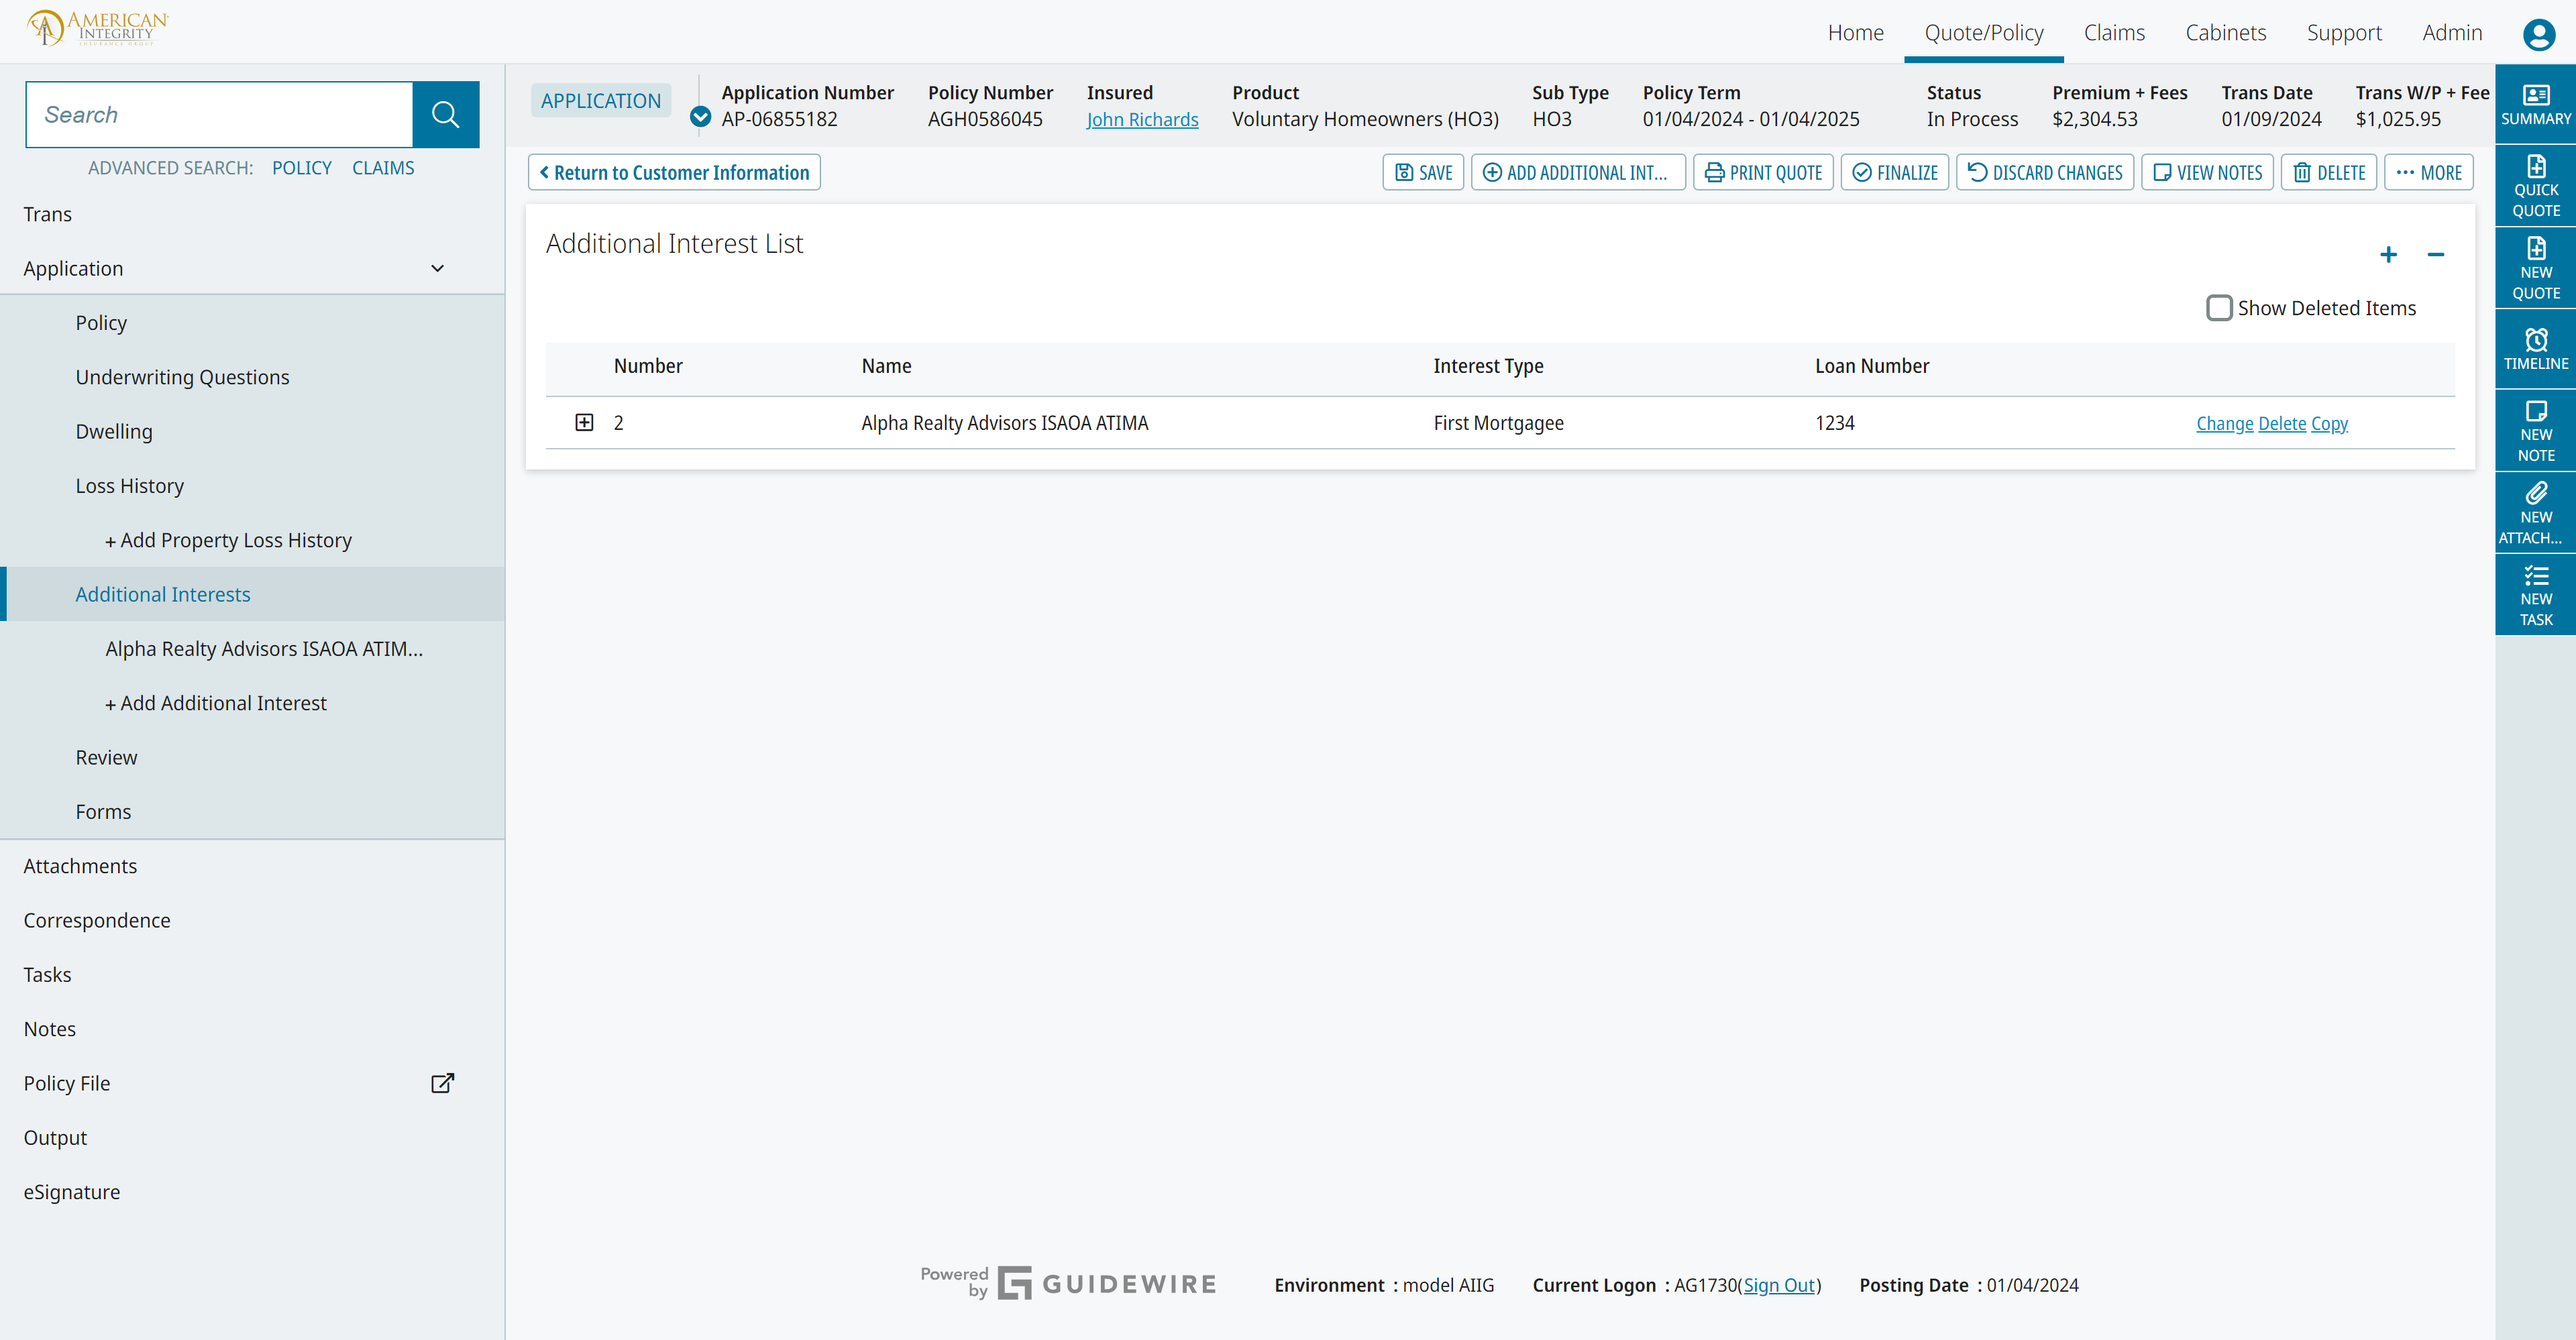 AMERICAN
INTEGRITY
INSURANCE GROUP
Home Quote/Policy Claims Cabinets Support Admin
Search
ADVANCED SEARCH: POLICY CLAIMS
Trans
Application
Policy
Underwriting Questions
Dwelling
Loss History
+ Add Property Loss History
Additional Interests
Alpha Realty Advisors ISAOA ATIM...
+ Add Additional Interest
Review
Forms
Attachments
Correspondence
Tasks
Notes
Policy File
Output
eSignature
APPLICATION
Application Number Policy Number Insured Product Sub Type Policy Term Status Premium + Fees Trans Date Trans W/P + Fee
AP-06855182 AGH0586045 John Richards Voluntary Homeowners (HO3) HO3 01/04/2024 - 01/04/2025 In Process $2,304.53 01/09/2024 $1,025.95
Return to Customer Information SAVE ADD ADDITIONAL INT... PRINT QUOTE FINALIZE DISCARD CHANGES VIEW NOTES DELETE ... MORE
Additional Interest List
+ −
Show Deleted Items
Number Name Interest Type Loan Number
2 Alpha Realty Advisors ISAOA ATIMA First Mortgagee 1234 Change Delete Copy
SUMMARY
QUICK
QUOTE
NEW
QUOTE
TIMELINE
NEW
NOTE
NEW
ATTACH...
NEW
TASK
Powered
by GUIDEWIRE
Environment : model AIIG Current Logon : AG1730(Sign Out) Posting Date : 01/04/2024